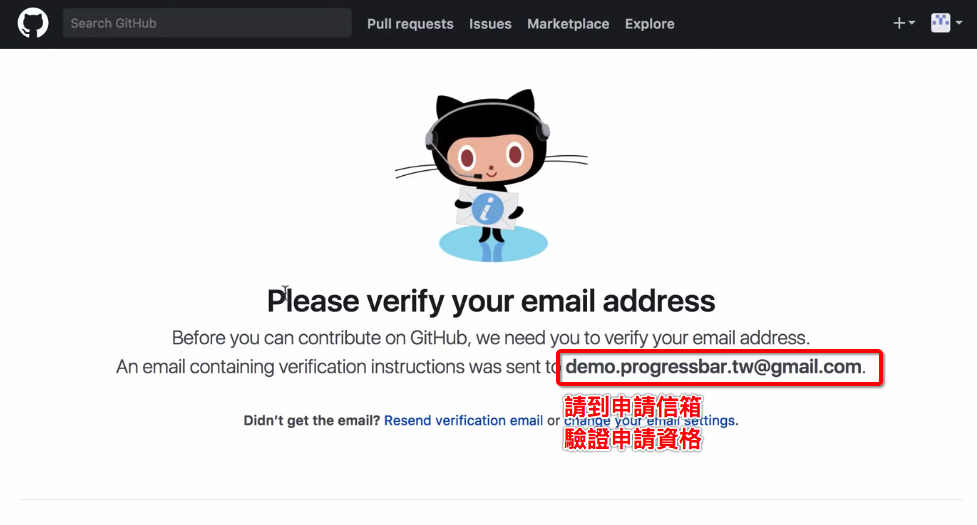 Search GitHub
Pull requests Issues Marketplace Explore
Please verify your email address
Before you can contribute on GitHub, we need you to verify your email address.
An email containing verification instructions was sent to demo.progressbar.tw@gmail.com.
Didn't get the email? Resend verification email or change your email settings.
請到申請信箱
驗證申請資格